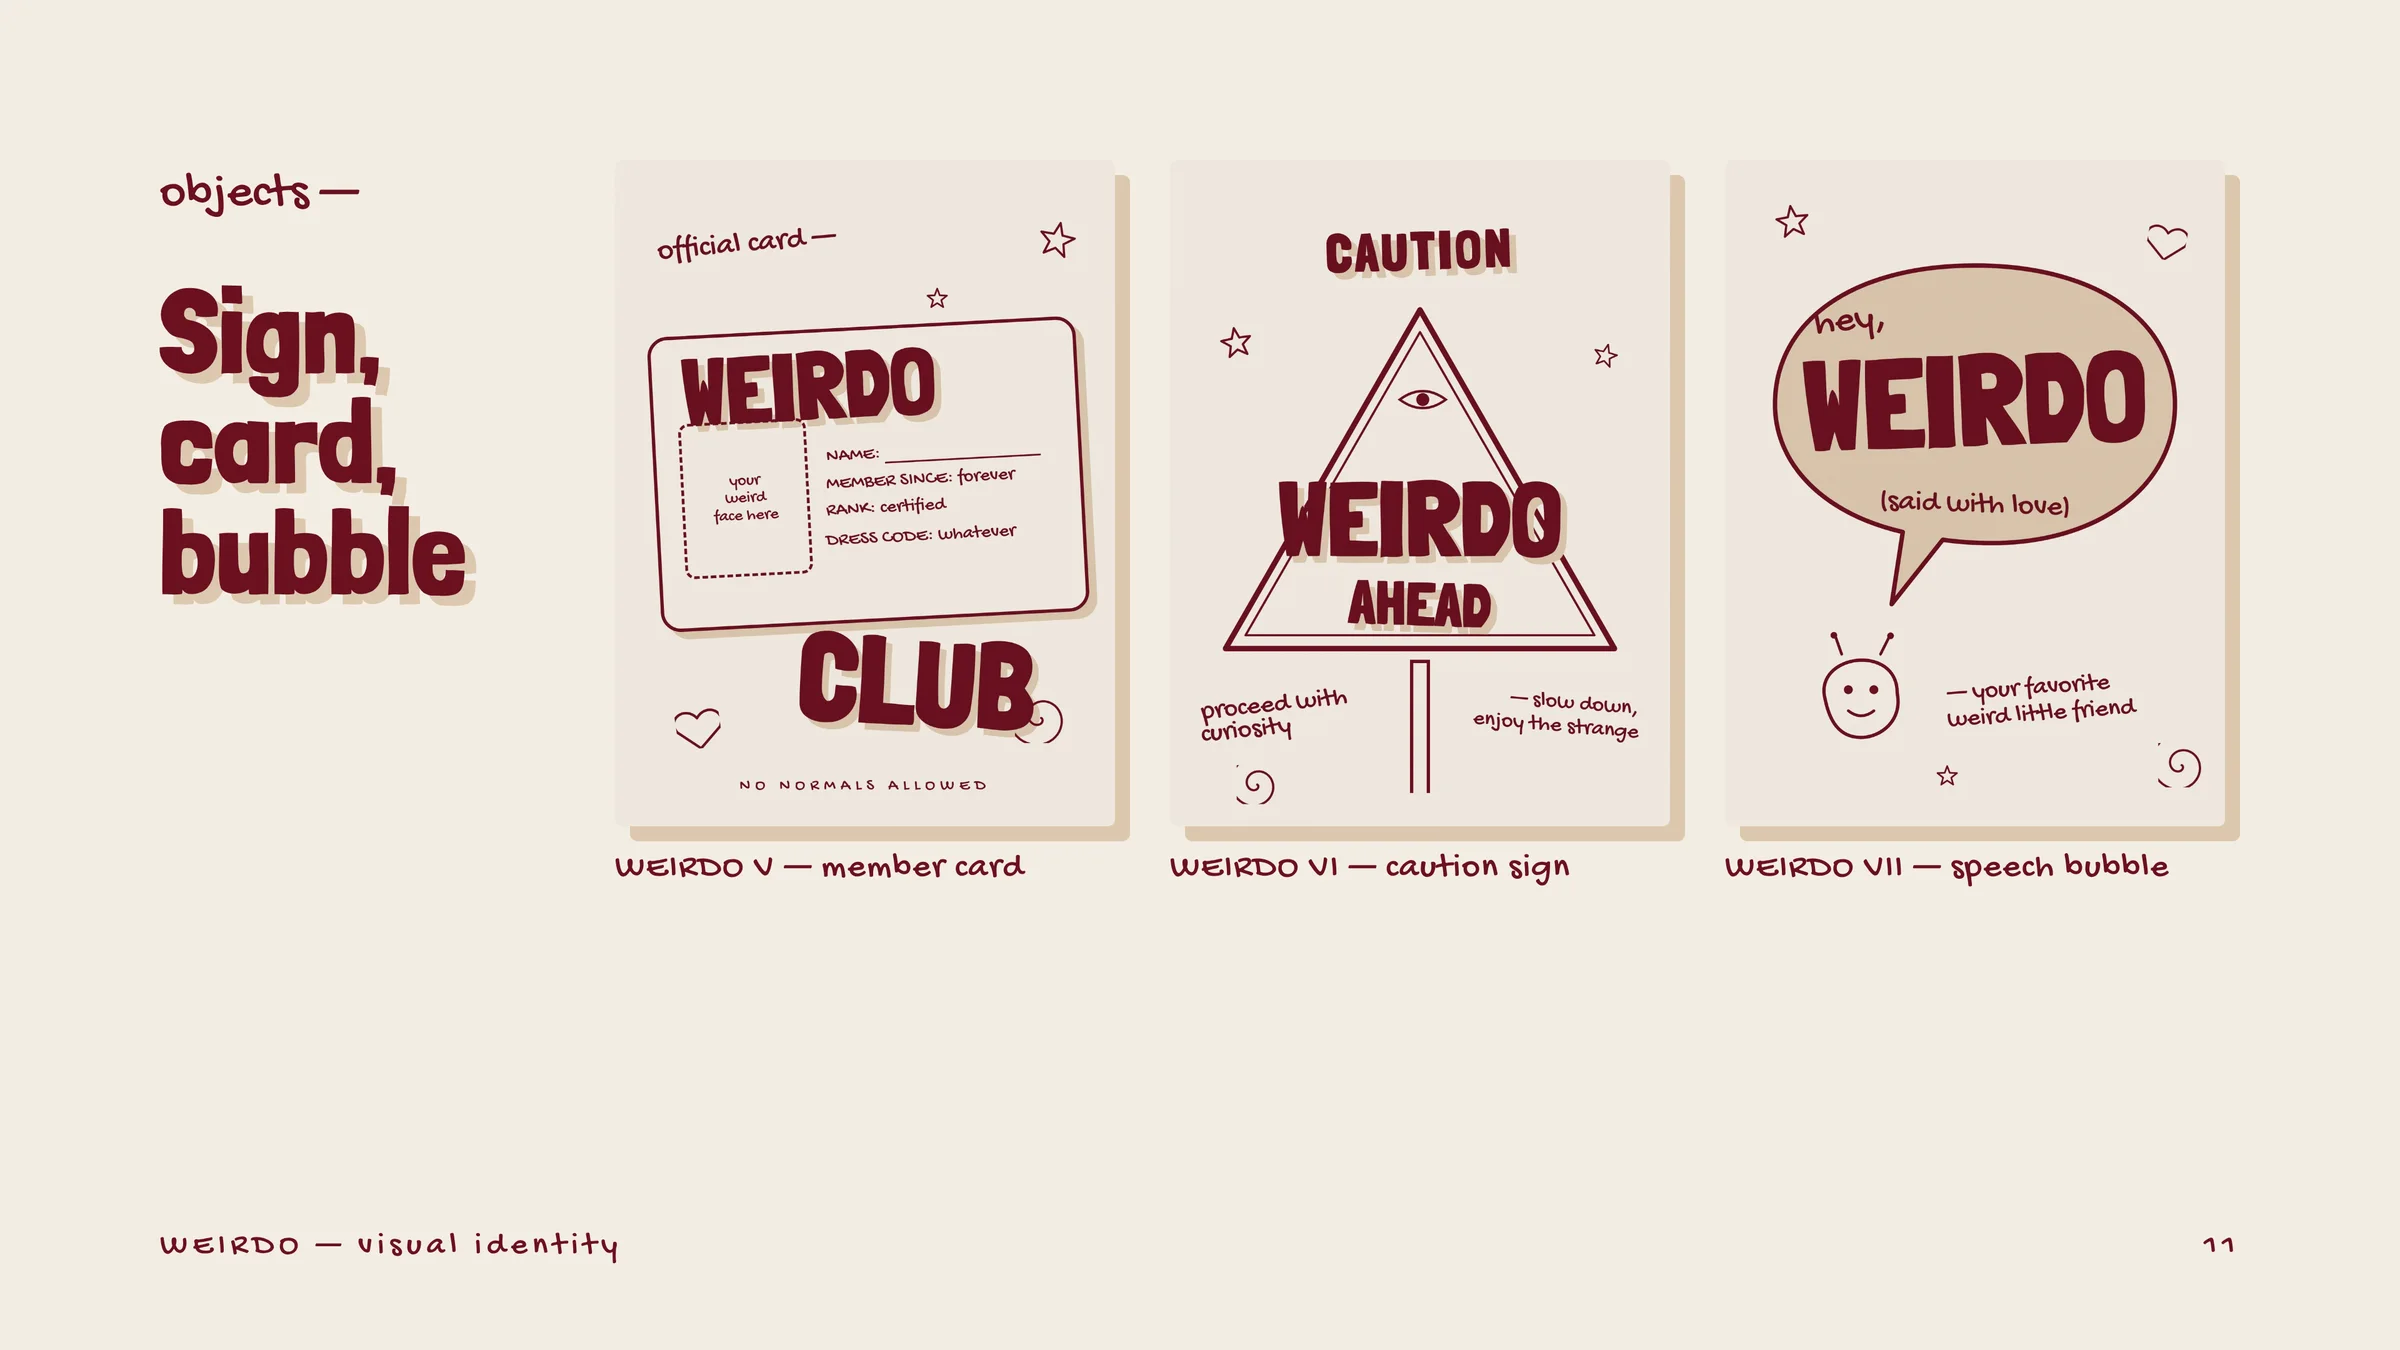 objects —
Sign,
card,
bubble
official card —
WEIRDO
your
weird
face here
NAME:
MEMBER SINCE: forever
RANK: certified
DRESS CODE: whatever
CLUB
NO NORMALS ALLOWED
WEIRDO V — member card
CAUTION
WEIRDO
AHEAD
proceed with
curiosity
— slow down,
enjoy the strange
WEIRDO VI — caution sign
hey,
WEIRDO
(said with love)
— your favorite
weird little friend
WEIRDO VII — speech bubble
WEIRDO — visual identity
11